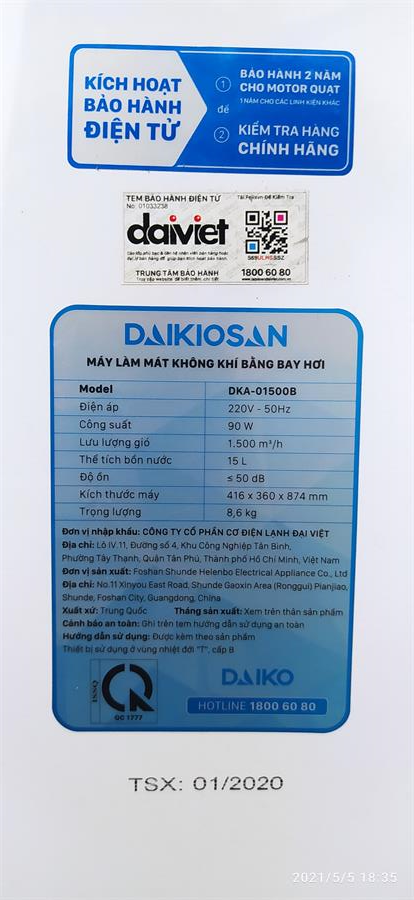 KÍCH HOẠT
BẢO HÀNH
ĐIỆN TỬ
để
1 BẢO HÀNH 2 NĂM
CHO MOTOR QUẠT
1 NĂM CHO CÁC LINH KIỆN KHÁC
2 KIỂM TRA HÀNG
CHÍNH HÃNG
TEM BẢO HÀNH ĐIỆN TỬ
No. 01033238
Tải Fejixin Để Kiểm Tra
daiviet
TRUNG TÂM BẢO HÀNH 1800 60 80
DAIKIOSAN
MÁY LÀM MÁT KHÔNG KHÍ BẰNG BAY HƠI
Model DKA-01500B
Điện áp 220V - 50Hz
Công suất 90 W
Lưu lượng gió 1.500 m³/h
Thể tích bồn nước 15 L
Độ ồn ≤ 50 dB
Kích thước máy 416 x 360 x 874 mm
Trọng lượng 8,6 kg
Đơn vị nhập khẩu: CÔNG TY CỔ PHẦN CƠ ĐIỆN LẠNH ĐẠI VIỆT
Địa chỉ: Lô IV.11, Đường số 4, Khu Công Nghiệp Tân Bình,
Phường Tây Thạnh, Quận Tân Phú, Thành phố Hồ Chí Minh, Việt Nam
Đơn vị sản xuất: Foshan Shunde Helenbo Electrical Appliance Co., Ltd
Địa chỉ: No.11 Xinyou East Road, Shunde Gaoxin Area (Ronggui) Pianjiao,
Shunde, Foshan City, Guangdong, China
Xuất xứ: Trung Quốc Tháng sản xuất: Xem trên thân sản phẩm
Cảnh báo an toàn: Ghi trên tem hướng dẫn sử dụng an toàn
Hướng dẫn sử dụng: Được kèm theo sản phẩm
Thiết bị sử dụng ở vùng nhiệt đới "T", cấp B
QSSI
QC 1777
DAIKO
HOTLINE 1800 60 80
TSX: 01/2020
2021/5/5 18:35